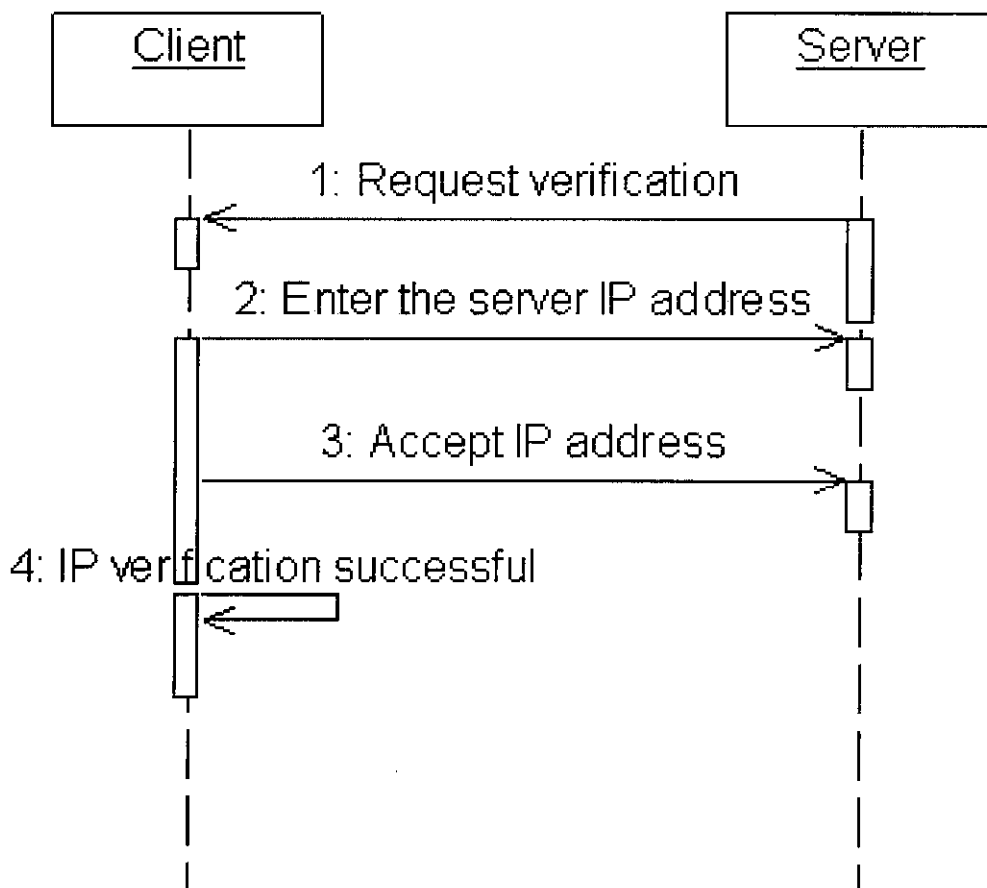 Client
Server
1: Request verification
2: Enter the server IP address
3: Accept IP address
4: IP verification successful